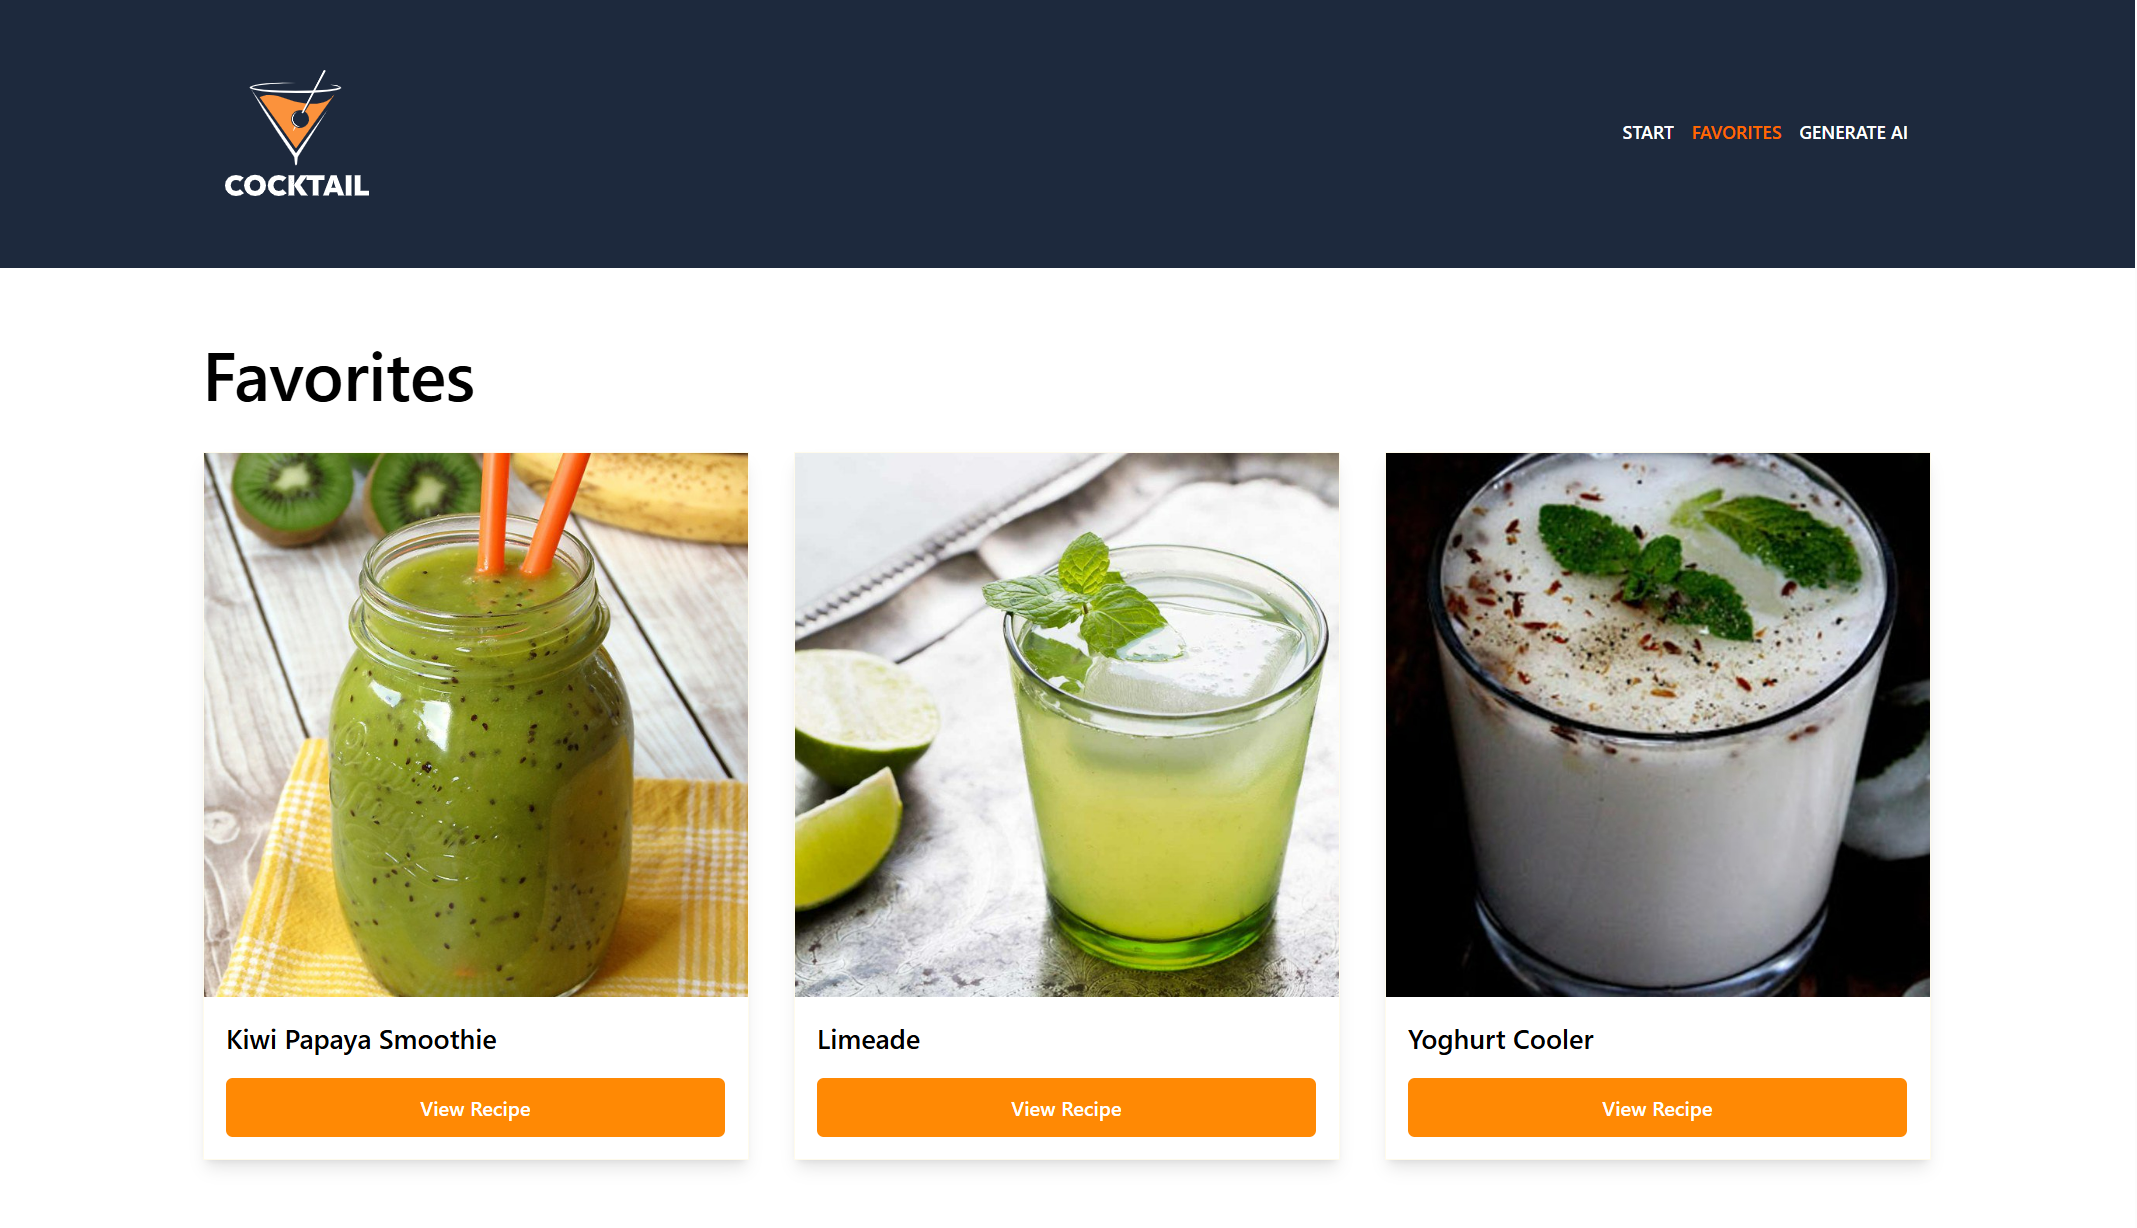 COCKTAIL
START FAVORITES GENERATE AI
Favorites
Kiwi Papaya Smoothie
View Recipe
Limeade
View Recipe
Yoghurt Cooler
View Recipe